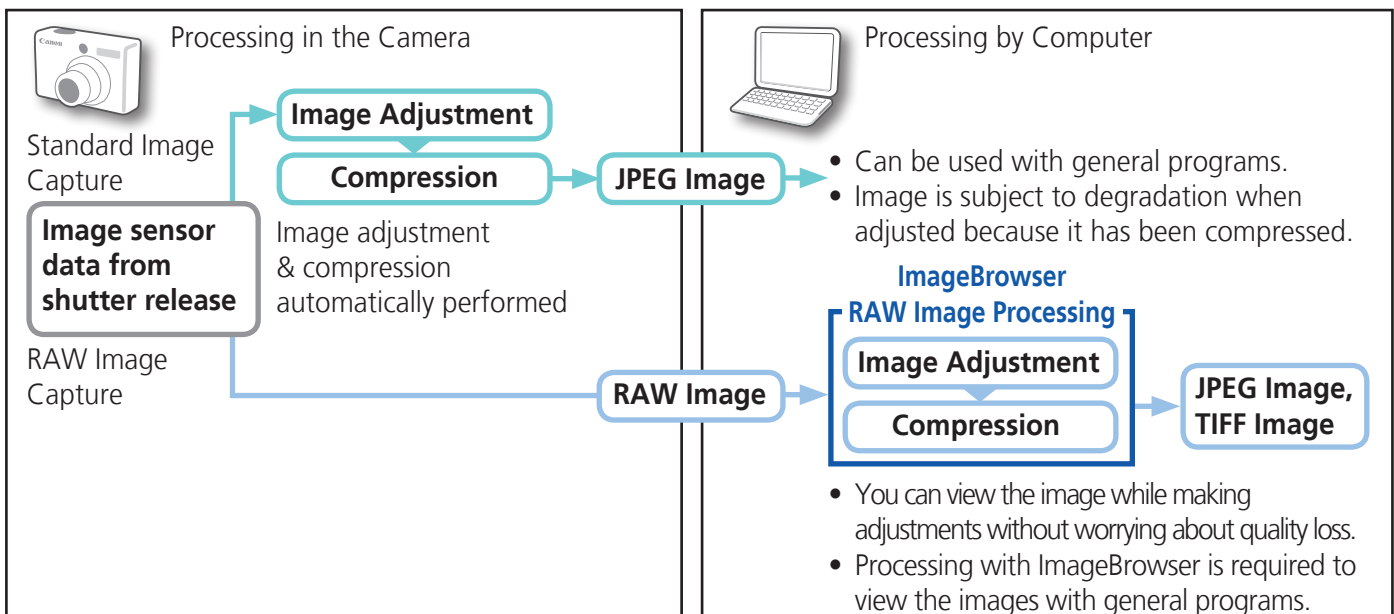 Canon
Processing in the Camera
Standard Image
Capture
Image Adjustment
Compression
JPEG Image
Image sensor
data from
shutter release
Image adjustment
& compression
automatically performed
RAW Image
Capture
RAW Image
Processing by Computer
• Can be used with general programs.
• Image is subject to degradation when
adjusted because it has been compressed.
ImageBrowser
RAW Image Processing
Image Adjustment
Compression
JPEG Image,
TIFF Image
• You can view the image while making
adjustments without worrying about quality loss.
• Processing with ImageBrowser is required to
view the images with general programs.